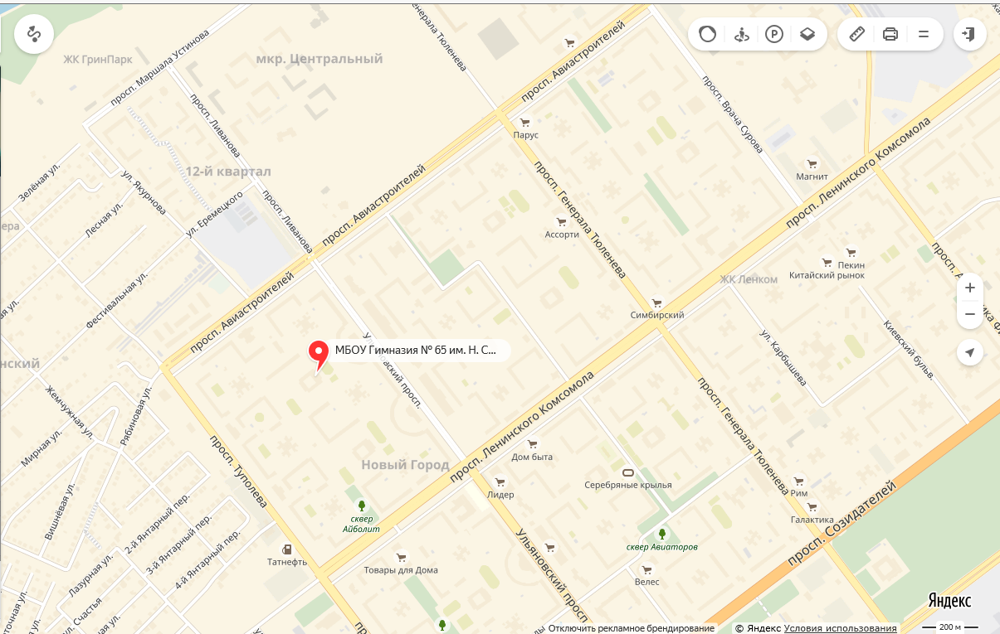 генерала Тюленева
ЖК ГринПарк
просп. Маршала Устинова
мкр. Центральный
просп. Авиастроителей
просп. Врача Сурова
просп. Ливанова
Парус
просп. Ленинского Комсомола
Зелёная ул.
ул. Якурнова
12-й квартал
просп. Генерала Тюленева
Магнит
просп. Авиастроителей
Лесная ул.
ул. Еремецкого
просп. Ливанова
Ассорти
Пекин
Китайский рынок
ЖК Ленком
Фестивальная ул.
просп. Авиастроителей
Симбирский
МБОУ Гимназия № 65 им. Н. С...
ул. Карбышева
Киевский бульв.
нский
Жемчужная ул.
Рябиновая ул.
просп. Ленинского Комсомола
просп. Генерала Тюленева
Мирная ул.
просп. Туполева
Новый Город
просп. Ленинского Комсомола
Дом быта
Серебряные крылья
Лидер
Рим
Галактика
Вишнёвая ул.
2-й Янтарный пер.
3-й Янтарный пер.
4-й Янтарный пер.
сквер
Айболит
Ульяновский просп
сквер Авиаторов
просп. Созидателей
Татнефть
Товары для Дома
Велес
Лазурная ул.
Счастья
Яндекс
Отключить рекламное брендирование
© Яндекс Условия использования
200 м
P